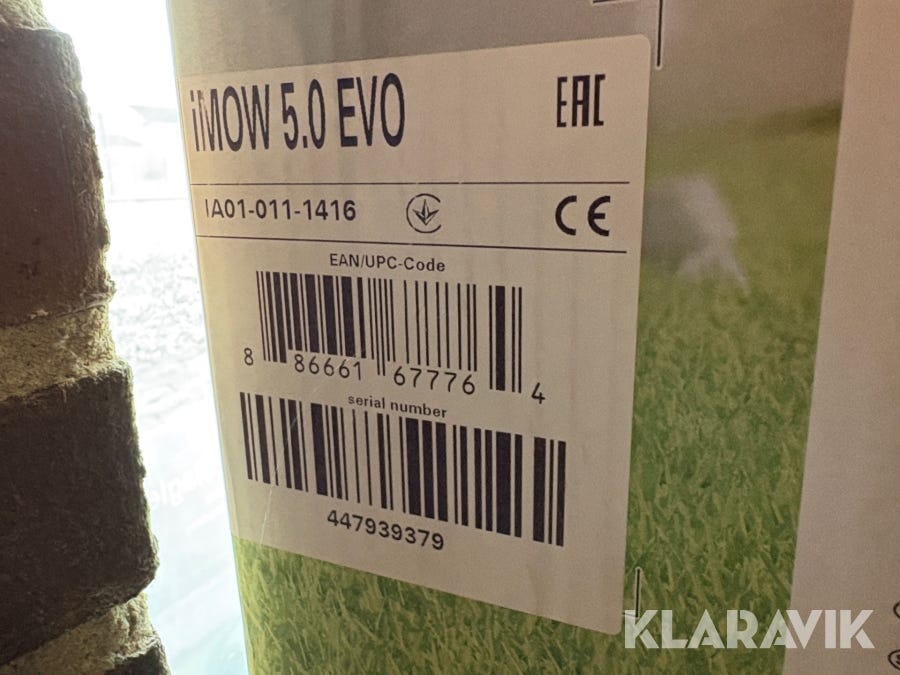 iMOW 5.0 EVO
EAC
IA01-011-1416
CE
EAN/UPC-Code
8 86661 67776 4
serial number
447939379
KLARAVIK